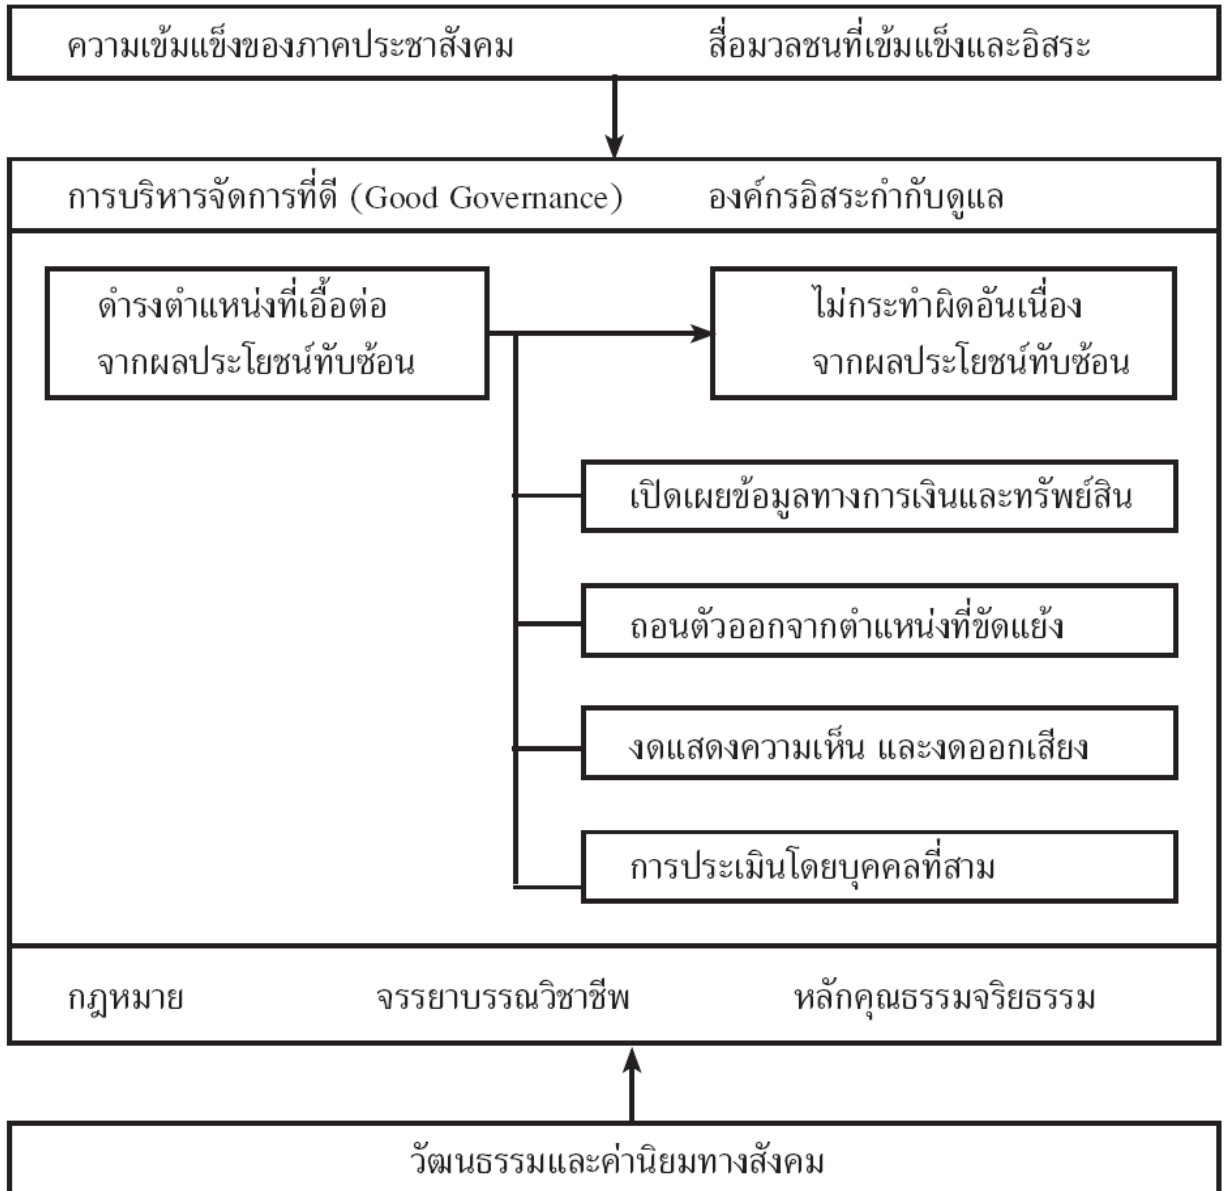 ความเข้มแข็งของภาคประชาสังคม สื่อมวลชนที่เข้มแข็งและอิสระ
การบริหารจัดการที่ดี (Good Governance) องค์กรอิสระกำกับดูแล
ดำรงตำแหน่งที่เอื้อต่อ
จากผลประโยชน์ทับซ้อน
ไม่กระทำผิดอันเนื่อง
จากผลประโยชน์ทับซ้อน
เปิดเผยข้อมูลทางการเงินและทรัพย์สิน
ถอนตัวออกจากตำแหน่งที่ขัดแย้ง
งดแสดงความเห็น และงดออกเสียง
การประเมินโดยบุคคลที่สาม
กฎหมาย จรรยาบรรณวิชาชีพ หลักคุณธรรมจริยธรรม
วัฒนธรรมและค่านิยมทางสังคม